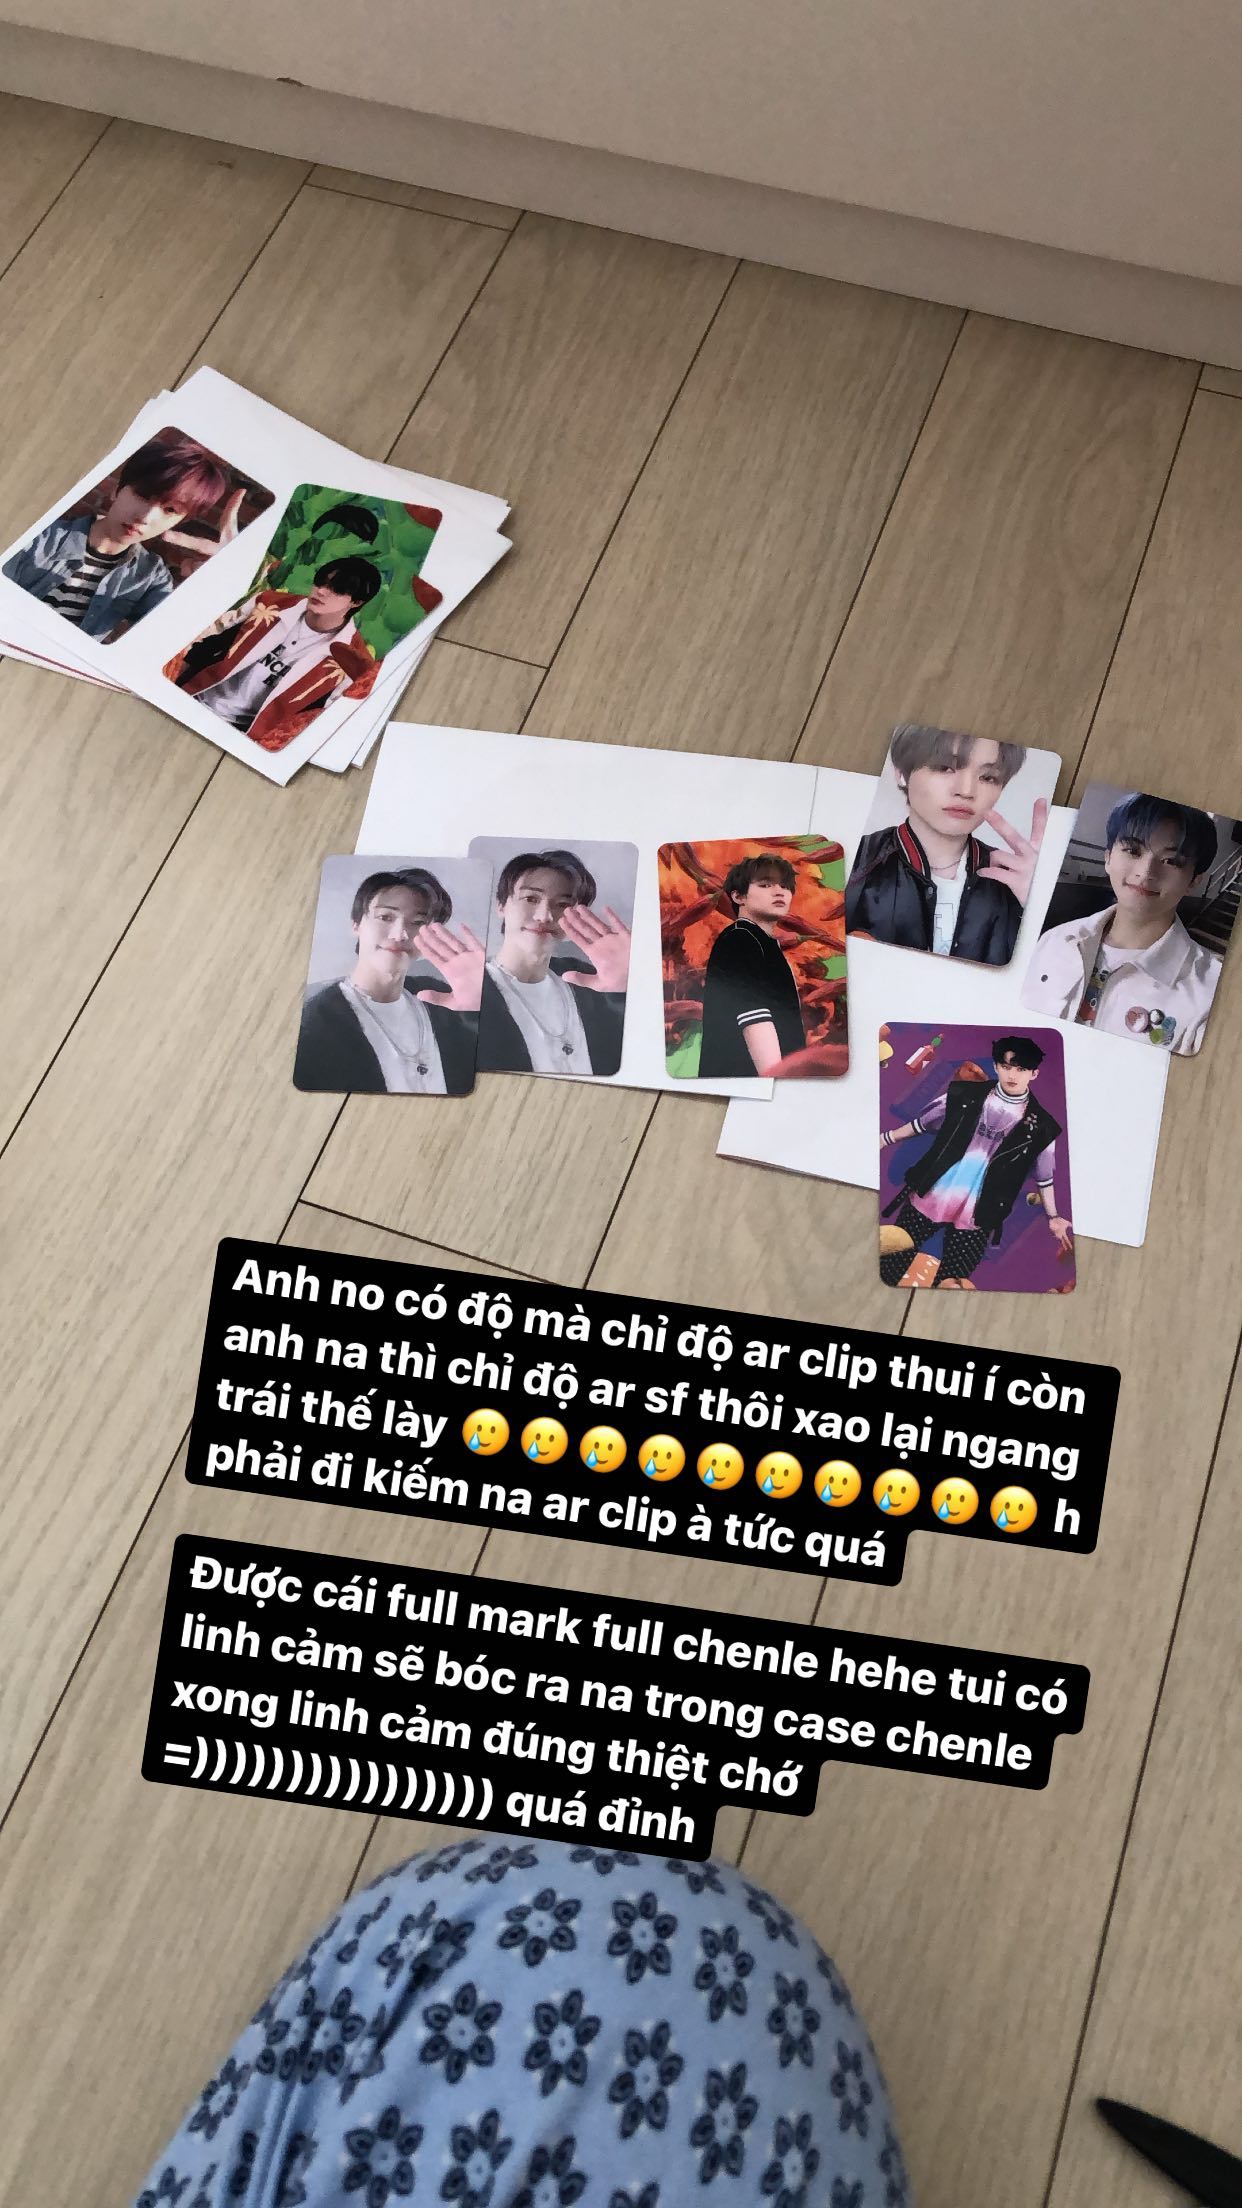 Anh no có độ mà chỉ độ ar clip thui í còn
anh na thì chỉ độ ar sf thôi xao lại ngang
trái thế lày 🥲🥲🥲🥲🥲🥲🥲🥲🥲🥲 h
phải đi kiếm na ar clip à tức quá
Được cái full mark full chenle hehe tui có
linh cảm sẽ bóc ra na trong case chenle
xong linh cảm đúng thiệt chớ
=)))))))))))))))) quá đỉnh